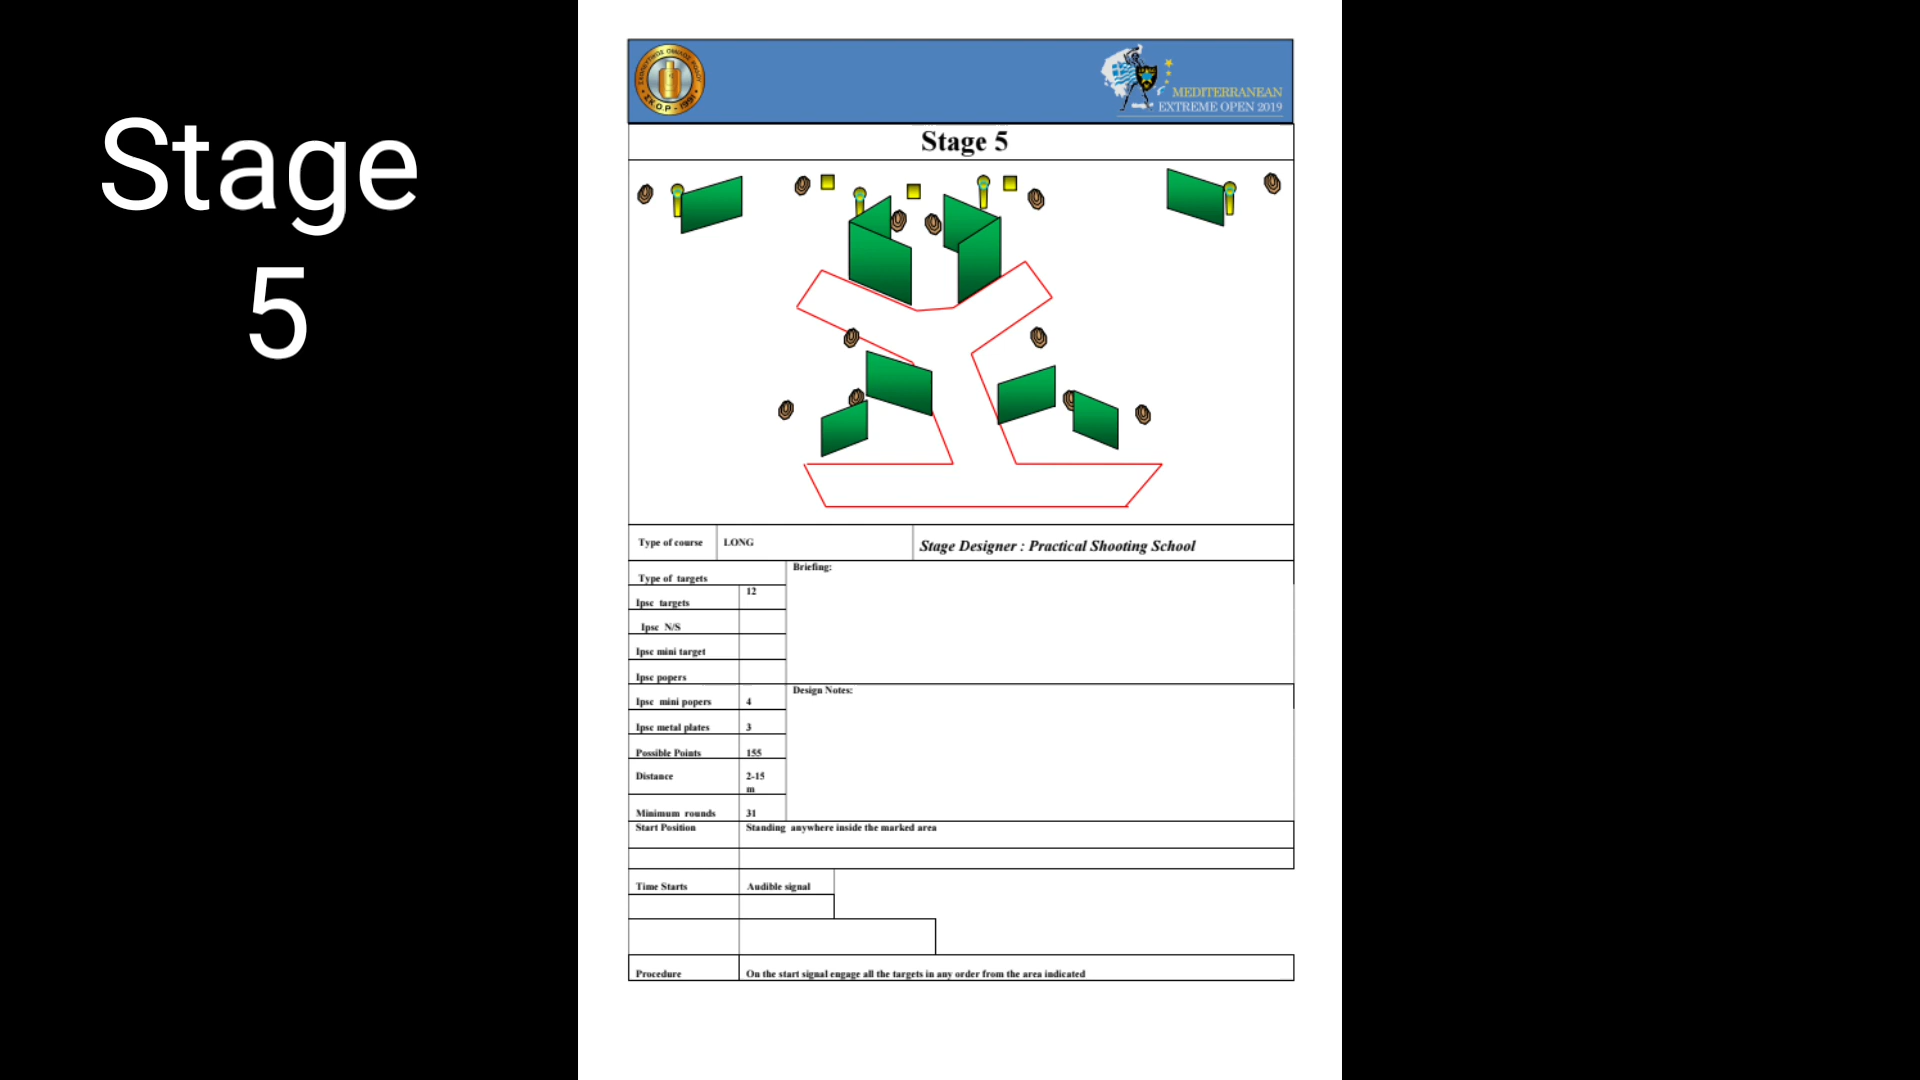 Stage
5
ΣΚΟΠΕΥΤΙΚΟΣ ΟΜΙΛΟΣ ΡΟΔΟΥ
Σ.Κ.Ο.Ρ - 1991
MEDITERRANEAN
EXTREME OPEN 2019
Stage 5
Type of course LONG Stage Designer : Practical Shooting School
Type of targets
Briefing:
Ipsc targets 12
Ipsc N/S
Ipsc mini target
Ipsc popers
Design Notes:
Ipsc mini popers 4
Ipsc metal plates 3
Possible Points 155
Distance 2-15
m
Minimum rounds 31
Start Position Standing anywhere inside the marked area
Time Starts Audible signal
Procedure On the start signal engage all the targets in any order from the area indicated